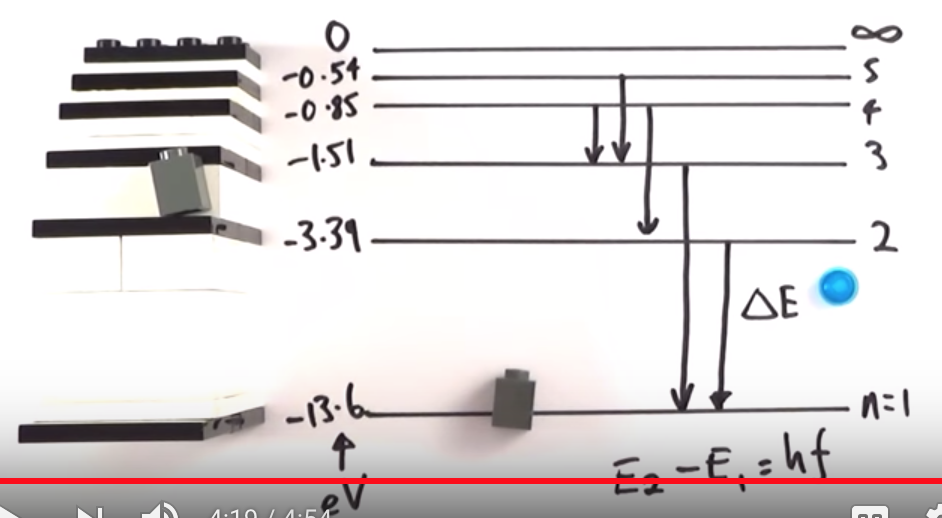 0 ∞
-0.54 5
-0.85 4
-1.51 3
-3.39 2
ΔE
-13.6 n=1
E₂-E₁=hf
eV
4:19 / 4:54